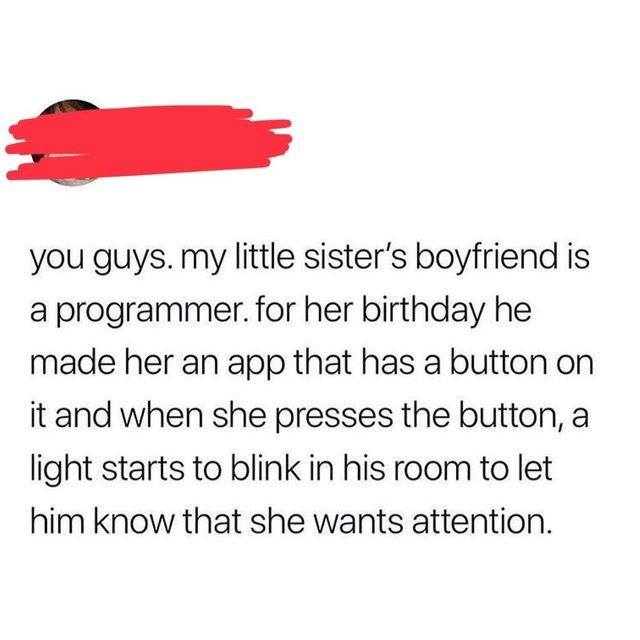 you guys. my little sister's boyfriend is
a programmer. for her birthday he
made her an app that has a button on
it and when she presses the button, a
light starts to blink in his room to let
him know that she wants attention.